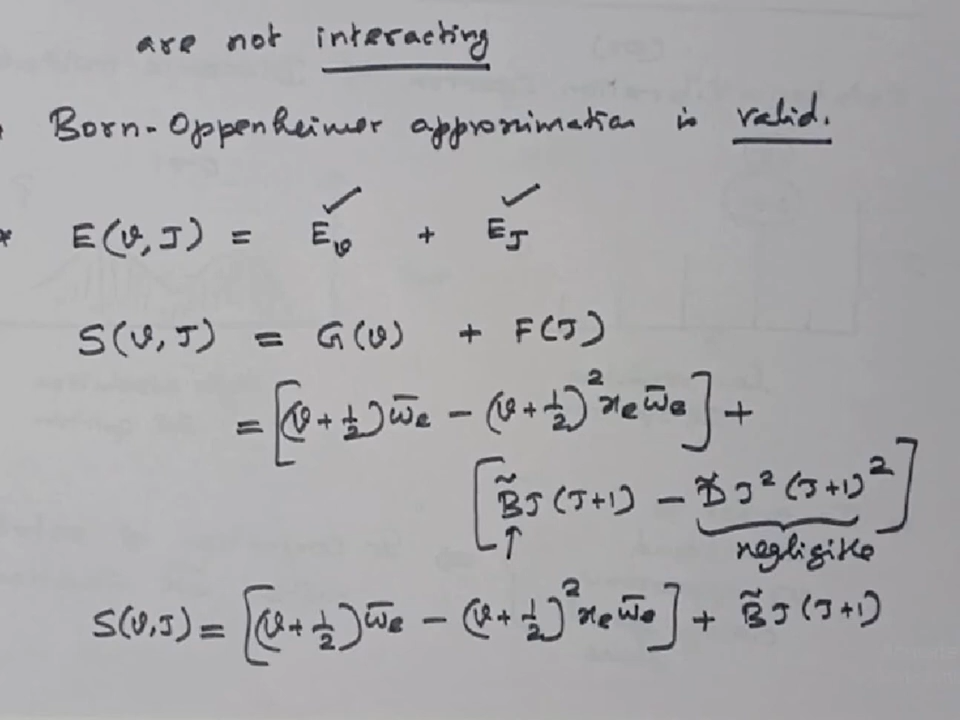 are not interacting
Born-Oppenheimer approximation is valid.
* E(v, J) = E_v + E_J
S(v, J) = G(v) + F(J)
= [(v + 1/2) ω̄_e − (v + 1/2)² x_e ω̄_e] +
[B̃J(J+1) − D̃J²(J+1)²]
↑ negligible
S(v,J) = [(v + 1/2) ω̄_e − (v + 1/2)² x_e ω̄_e] + B̃J(J+1)